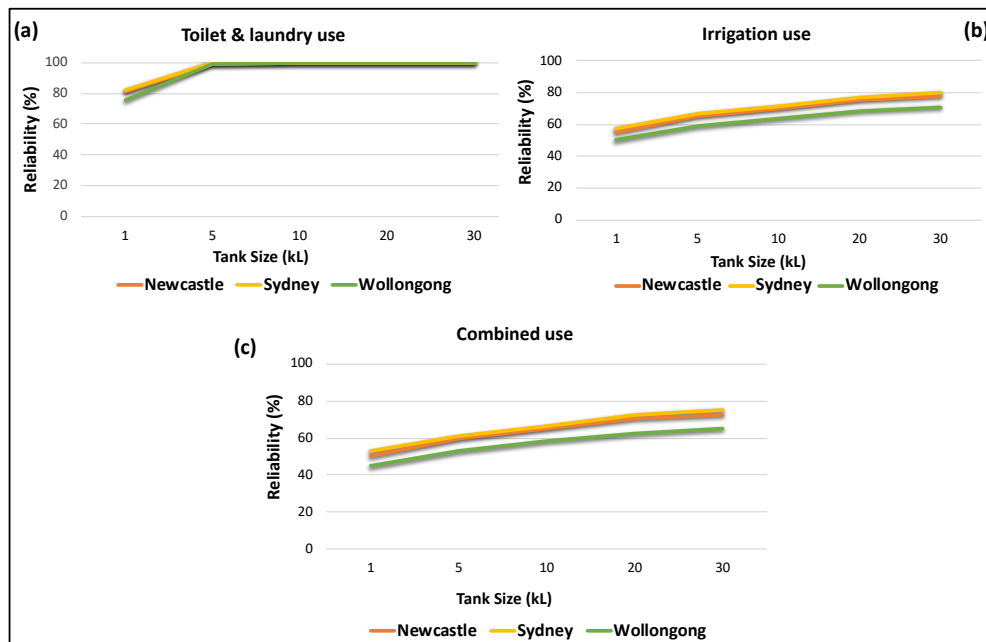 (a)
Toilet & laundry use
Reliability (%)
100
80
60
40
20
0
1 5 10 20 30
Tank Size (kL)
Newcastle Sydney Wollongong
Irrigation use
(b)
Reliability (%)
100
80
60
40
20
0
1 5 10 20 30
Tank Size (kL)
Newcastle Sydney Wollongong
(c)
Combined use
Reliability (%)
100
80
60
40
20
0
1 5 10 20 30
Tank Size (kL)
Newcastle Sydney Wollongong